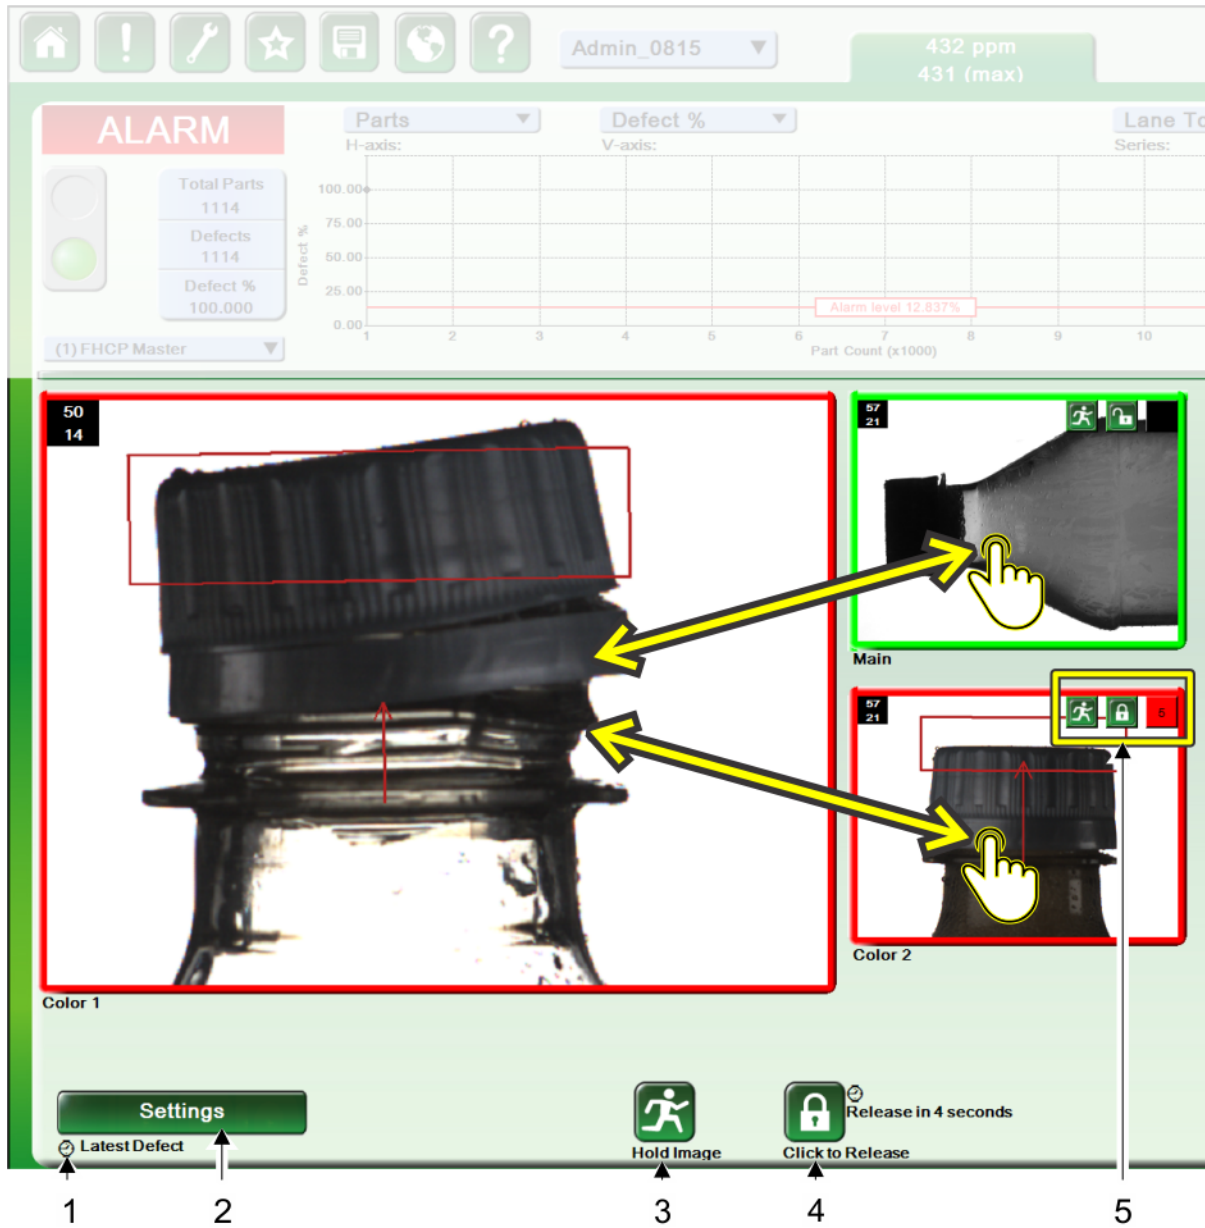 Admin_0815
432 ppm
431 (max)
ALARM
Parts
H-axis:
Defect %
V-axis:
Lane To
Series:
Total Parts
1114
Defects
1114
Defect %
100.000
(1) FHCP Master
Defect %
100.00
75.00
50.00
25.00
0.00
Alarm level 12.837%
1 2 3 4 5 6 7 8 9 10
Part Count (x1000)
50
14
Color 1
57
21
Main
57
21
5
Color 2
Settings
Latest Defect
Hold Image
Release in 4 seconds
Click to Release
1 2 3 4 5